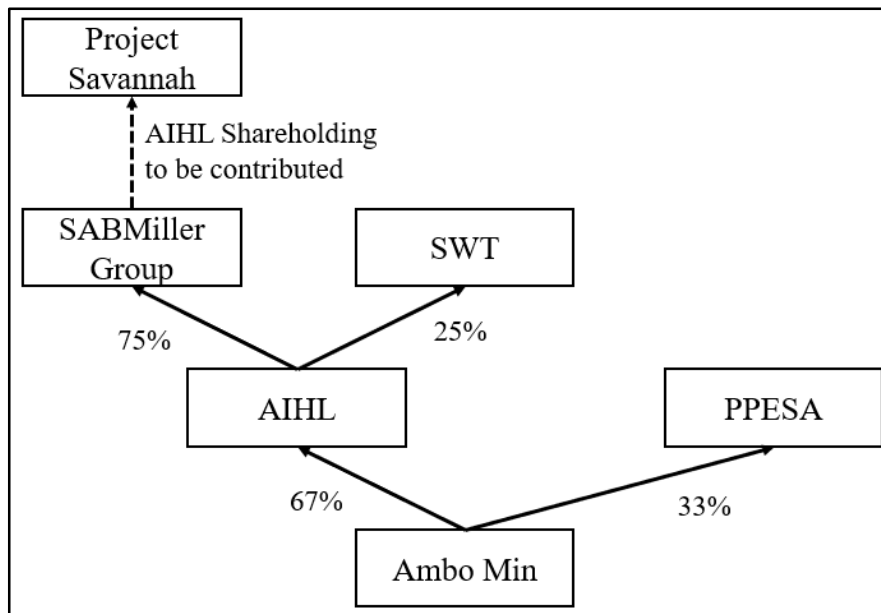 Project
Savannah
AIHL Shareholding
to be contributed
SABMiller
Group
SWT
75%
25%
AIHL
PPESA
67%
33%
Ambo Min